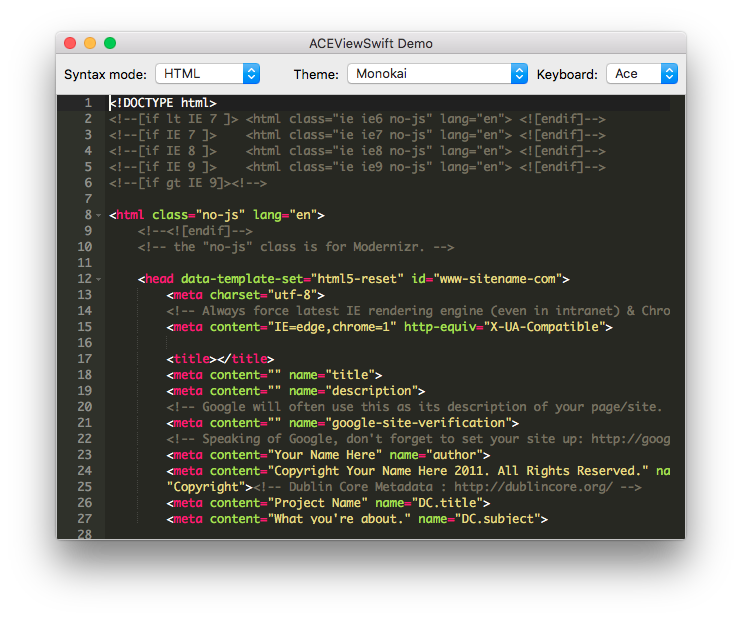 ACEViewSwift Demo
Syntax mode: HTML Theme: Monokai Keyboard: Ace
1 <!DOCTYPE html>
2 <!--[if lt IE 7 ]> <html class="ie ie6 no-js" lang="en"> <![endif]-->
3 <!--[if IE 7 ]>    <html class="ie ie7 no-js" lang="en"> <![endif]-->
4 <!--[if IE 8 ]>    <html class="ie ie8 no-js" lang="en"> <![endif]-->
5 <!--[if IE 9 ]>    <html class="ie ie9 no-js" lang="en"> <![endif]-->
6 <!--[if gt IE 9]><!-->
7
8 <html class="no-js" lang="en">
9     <!--<![endif]-->
10     <!-- the "no-js" class is for Modernizr. -->
11
12     <head data-template-set="html5-reset" id="www-sitename-com">
13         <meta charset="utf-8">
14         <!-- Always force latest IE rendering engine (even in intranet) & Chro
15         <meta content="IE=edge,chrome=1" http-equiv="X-UA-Compatible">
16
17         <title></title>
18         <meta content="" name="title">
19         <meta content="" name="description">
20         <!-- Google will often use this as its description of your page/site.
21         <meta content="" name="google-site-verification">
22         <!-- Speaking of Google, don't forget to set your site up: http://goog
23         <meta content="Your Name Here" name="author">
24         <meta content="Copyright Your Name Here 2011. All Rights Reserved." na
25         "Copyright"><!-- Dublin Core Metadata : http://dublincore.org/ -->
26         <meta content="Project Name" name="DC.title">
27         <meta content="What you're about." name="DC.subject">
28